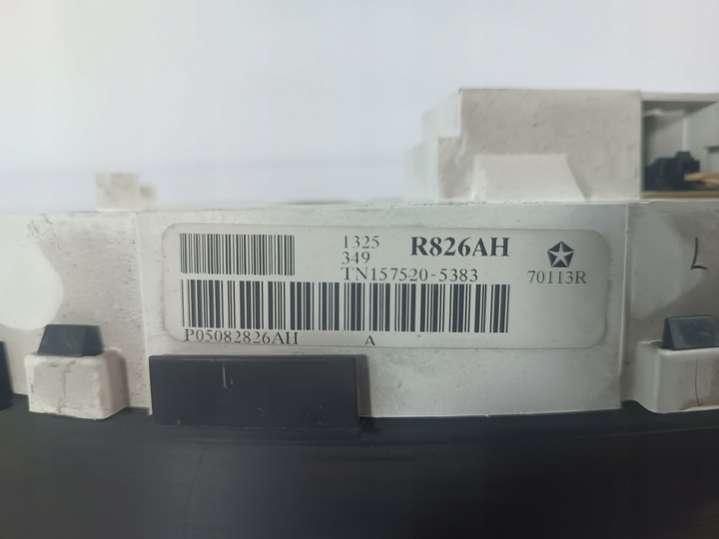 1325 R826AH
349
TN157520-5383 70113R
P05082826AH A
L